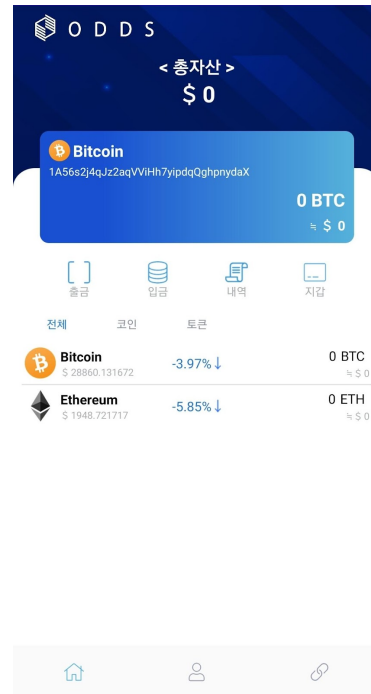 ODDS
< 총자산 >
$ 0
Bitcoin
1A56s2j4qJz2aqVViHh7yipdqQghpnydaX
0 BTC
≒ $ 0
출금 입금 내역 지갑
전체 코인 토큰
Bitcoin -3.97%↓ 0 BTC
$ 28860.131672 ≒ $ 0
Ethereum -5.85%↓ 0 ETH
$ 1948.721717 ≒ $ 0